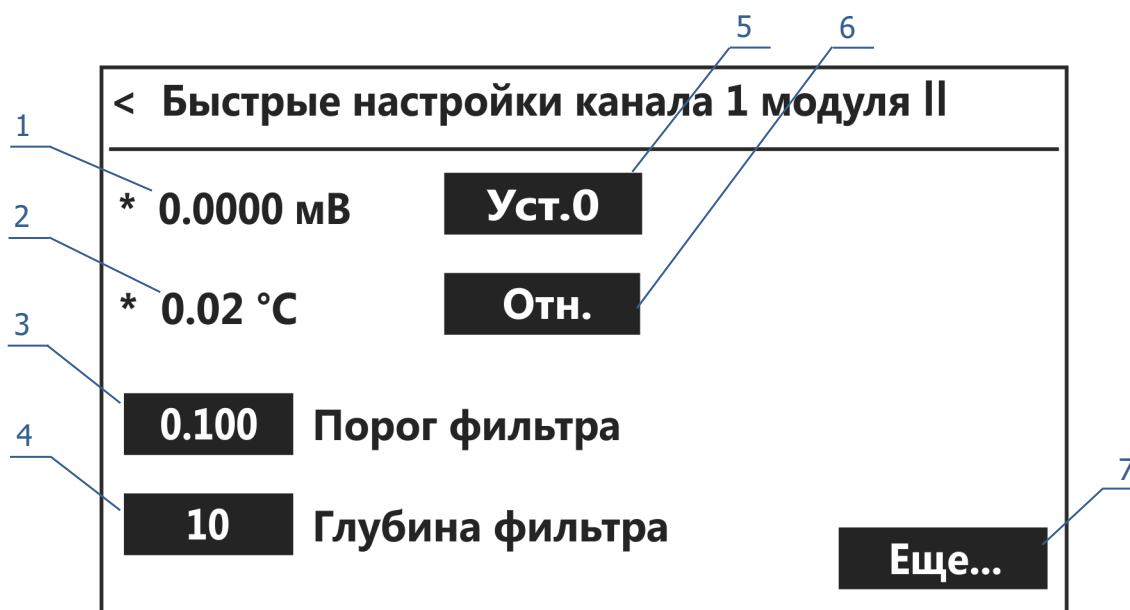 5 6
< Быстрые настройки канала 1 модуля II
1
* 0.0000 мВ Уст.0
2
* 0.02 °C Отн.
3
0.100 Порог фильтра
4
10 Глубина фильтра
7
Еще...